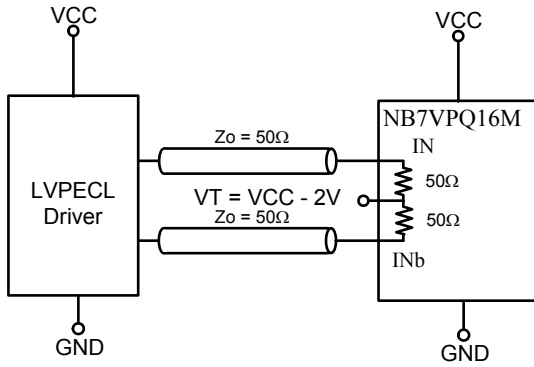 VCC
VCC
NB7VPQ16M
Zo = 50Ω
IN
LVPECL
Driver
50Ω
VT = VCC - 2V
50Ω
Zo = 50Ω
INb
GND
GND